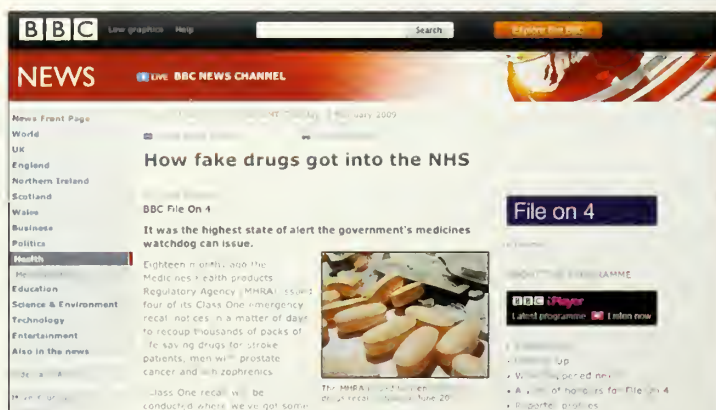 BBC
Low graphics Help
Search
Explore the BBC
NEWS
LIVE BBC NEWS CHANNEL
2009
News Front Page
World
UK
England
Northern Ireland
Scotland
Wales
Business
Politics
Health
Education
Science & Environment
Technology
Entertainment
Also in the news
How fake drugs got into the NHS
BBC File On 4
It was the highest state of alert the government's medicines
watchdog can issue.
Eighteen months ago the
Medicines Health products
Regulatory Agency (MHRA) issued
four of its Class One emergency
recall notices in a matter of days
to recoup thousands of packs of
life saving drugs for stroke
patients, men with prostate
cancer and schizophrenics.
Class One recall will be
conducted where we've got some
The MHRA
June
File on 4
BBC iPlayer
Latest programme Listen now